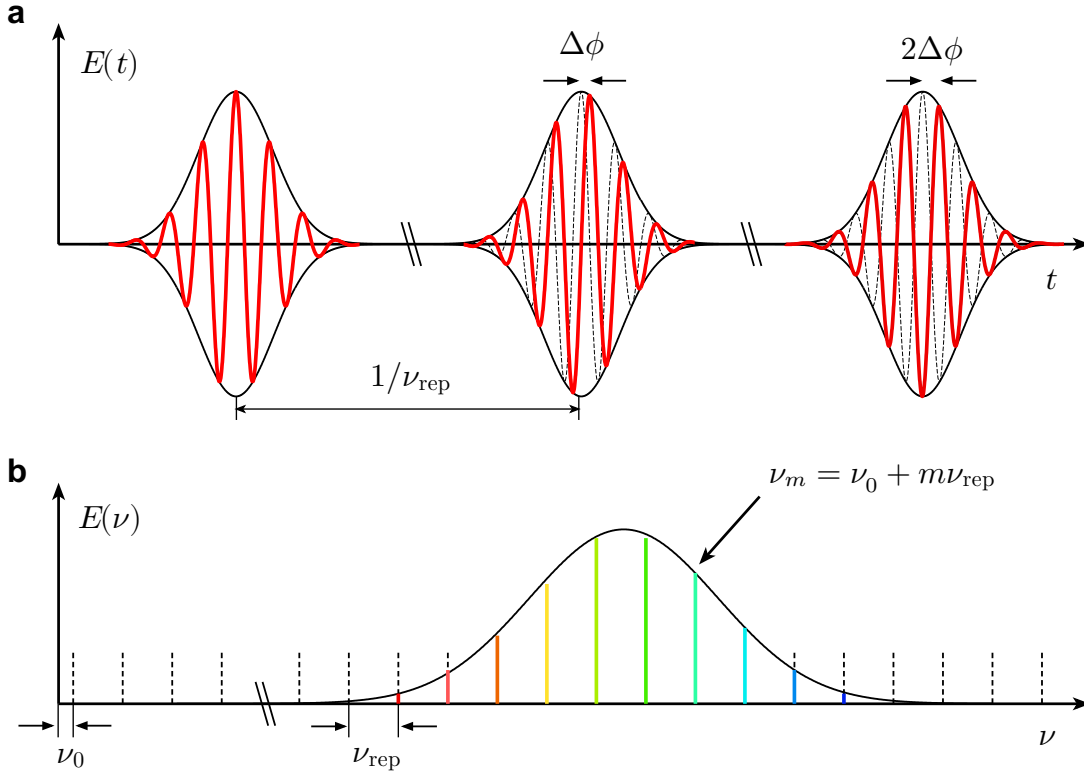 a
E(t)
Δϕ
2Δϕ
t
1/ν_rep
b
ν_m = ν_0 + mν_rep
E(ν)
ν_0
ν_rep
ν